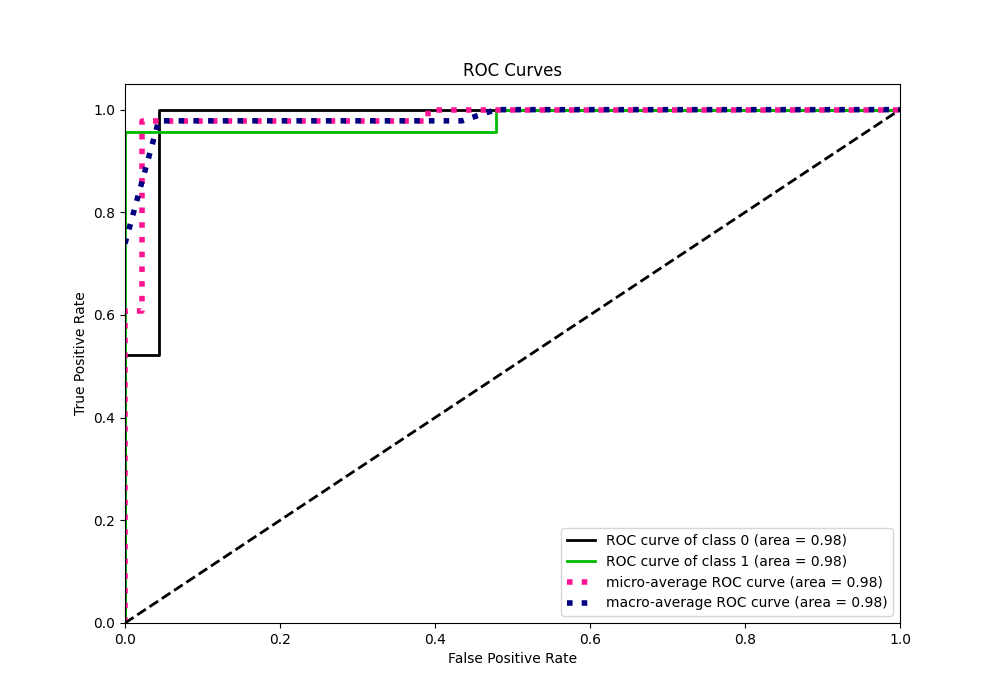 ROC Curves
1.0
0.8
0.6
0.4
0.2
0.0
True Positive Rate
0.0 0.2 0.4 0.6 0.8 1.0
False Positive Rate
ROC curve of class 0 (area = 0.98)
ROC curve of class 1 (area = 0.98)
micro-average ROC curve (area = 0.98)
macro-average ROC curve (area = 0.98)